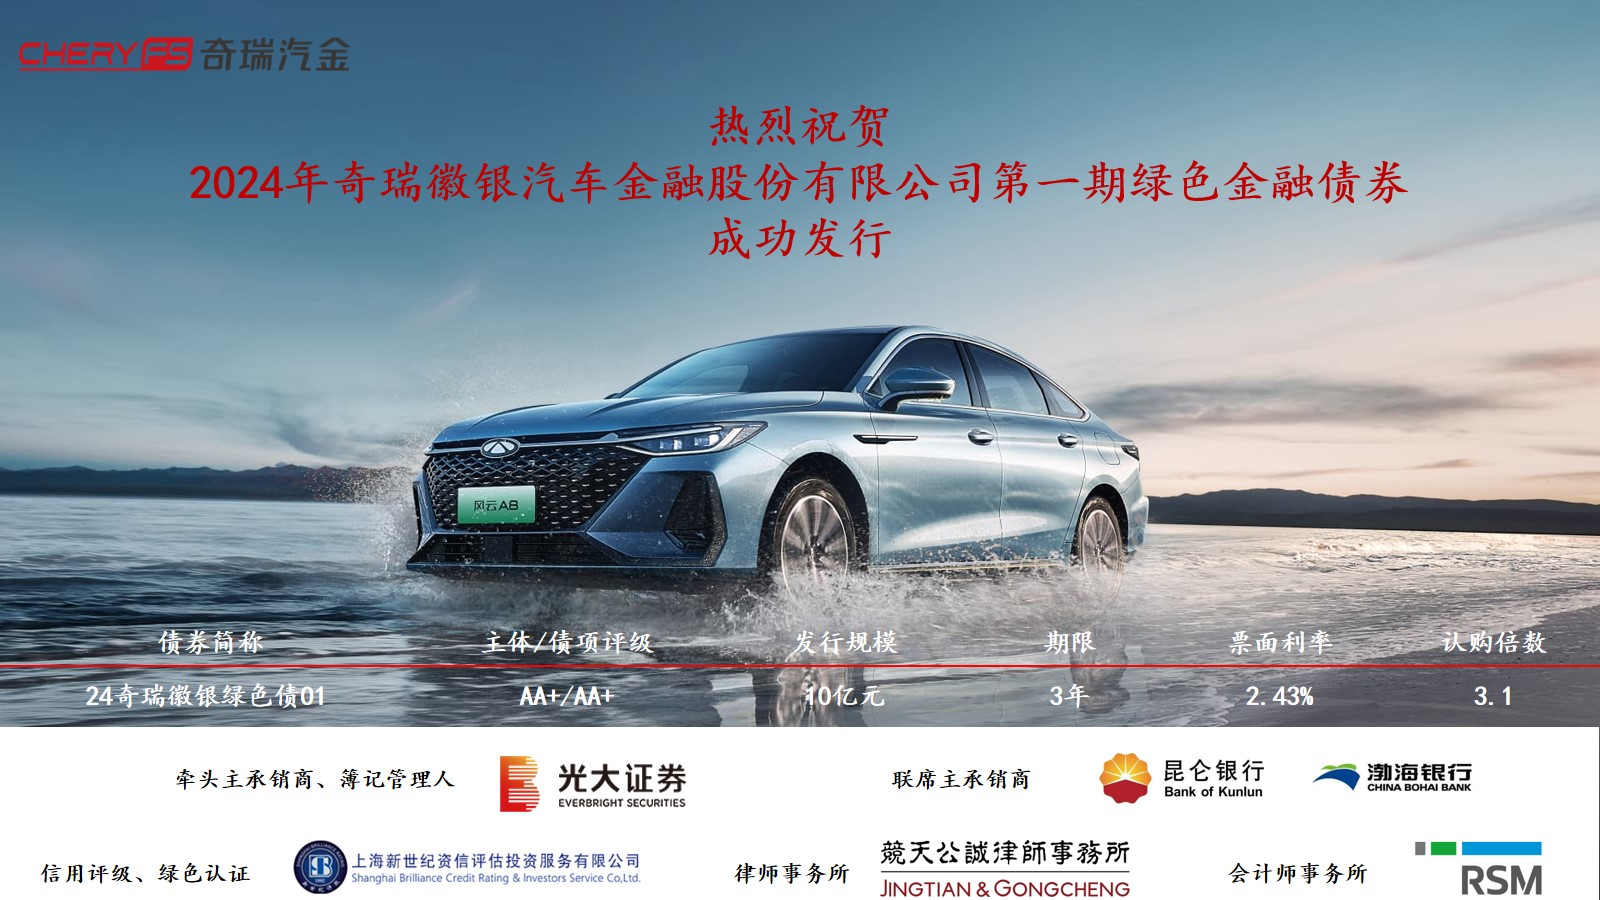 CHERY FS 奇瑞汽金
热烈祝贺
2024年奇瑞徽银汽车金融股份有限公司第一期绿色金融债券
成功发行
风云A8
债券简称 主体/债项评级 发行规模 期限 票面利率 认购倍数
24奇瑞徽银绿色债01 AA+/AA+ 10亿元 3年 2.43% 3.1
牵头主承销商、簿记管理人 光大证券 联席主承销商 昆仑银行 渤海银行
EVERBRIGHT SECURITIES Bank of Kunlun CHINA BOHAI BANK
信用评级、绿色认证 上海新世纪资信评估投资服务有限公司 律师事务所 競天公誠律師事務所 会计师事务所
Shanghai Brilliance Credit Rating & Investors Service Co,Ltd. JINGTIAN & GONGCHENG RSM